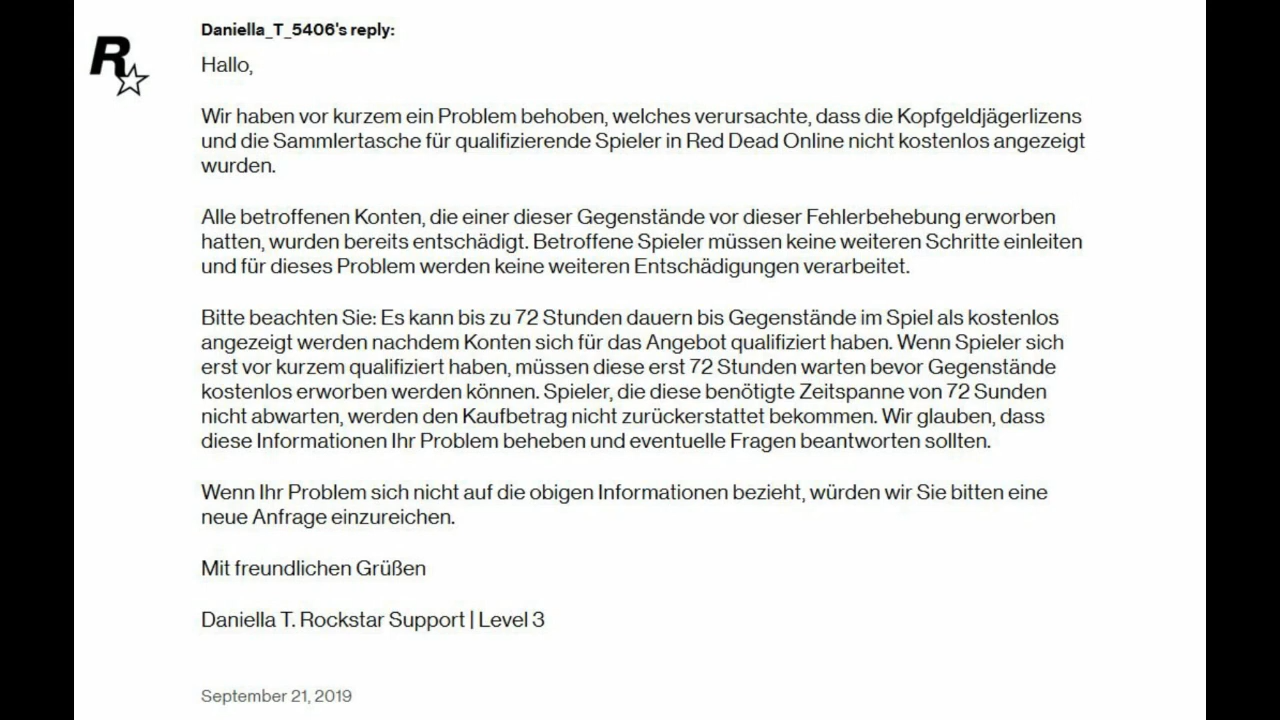 Daniella_T_5406's reply:
R
Hallo,
Wir haben vor kurzem ein Problem behoben, welches verursachte, dass die Kopfgeldjägerlizens
und die Sammlertasche für qualifizierende Spieler in Red Dead Online nicht kostenlos angezeigt
wurden.
Alle betroffenen Konten, die einer dieser Gegenstände vor dieser Fehlerbehebung erworben
hatten, wurden bereits entschädigt. Betroffene Spieler müssen keine weiteren Schritte einleiten
und für dieses Problem werden keine weiteren Entschädigungen verarbeitet.
Bitte beachten Sie: Es kann bis zu 72 Stunden dauern bis Gegenstände im Spiel als kostenlos
angezeigt werden nachdem Konten sich für das Angebot qualifiziert haben. Wenn Spieler sich
erst vor kurzem qualifiziert haben, müssen diese erst 72 Stunden warten bevor Gegenstände
kostenlos erworben werden können. Spieler, die diese benötigte Zeitspanne von 72 Sunden
nicht abwarten, werden den Kaufbetrag nicht zurückerstattet bekommen. Wir glauben, dass
diese Informationen Ihr Problem beheben und eventuelle Fragen beantworten sollten.
Wenn Ihr Problem sich nicht auf die obigen Informationen bezieht, würden wir Sie bitten eine
neue Anfrage einzureichen.
Mit freundlichen Grüßen
Daniella T. Rockstar Support | Level 3
September 21, 2019